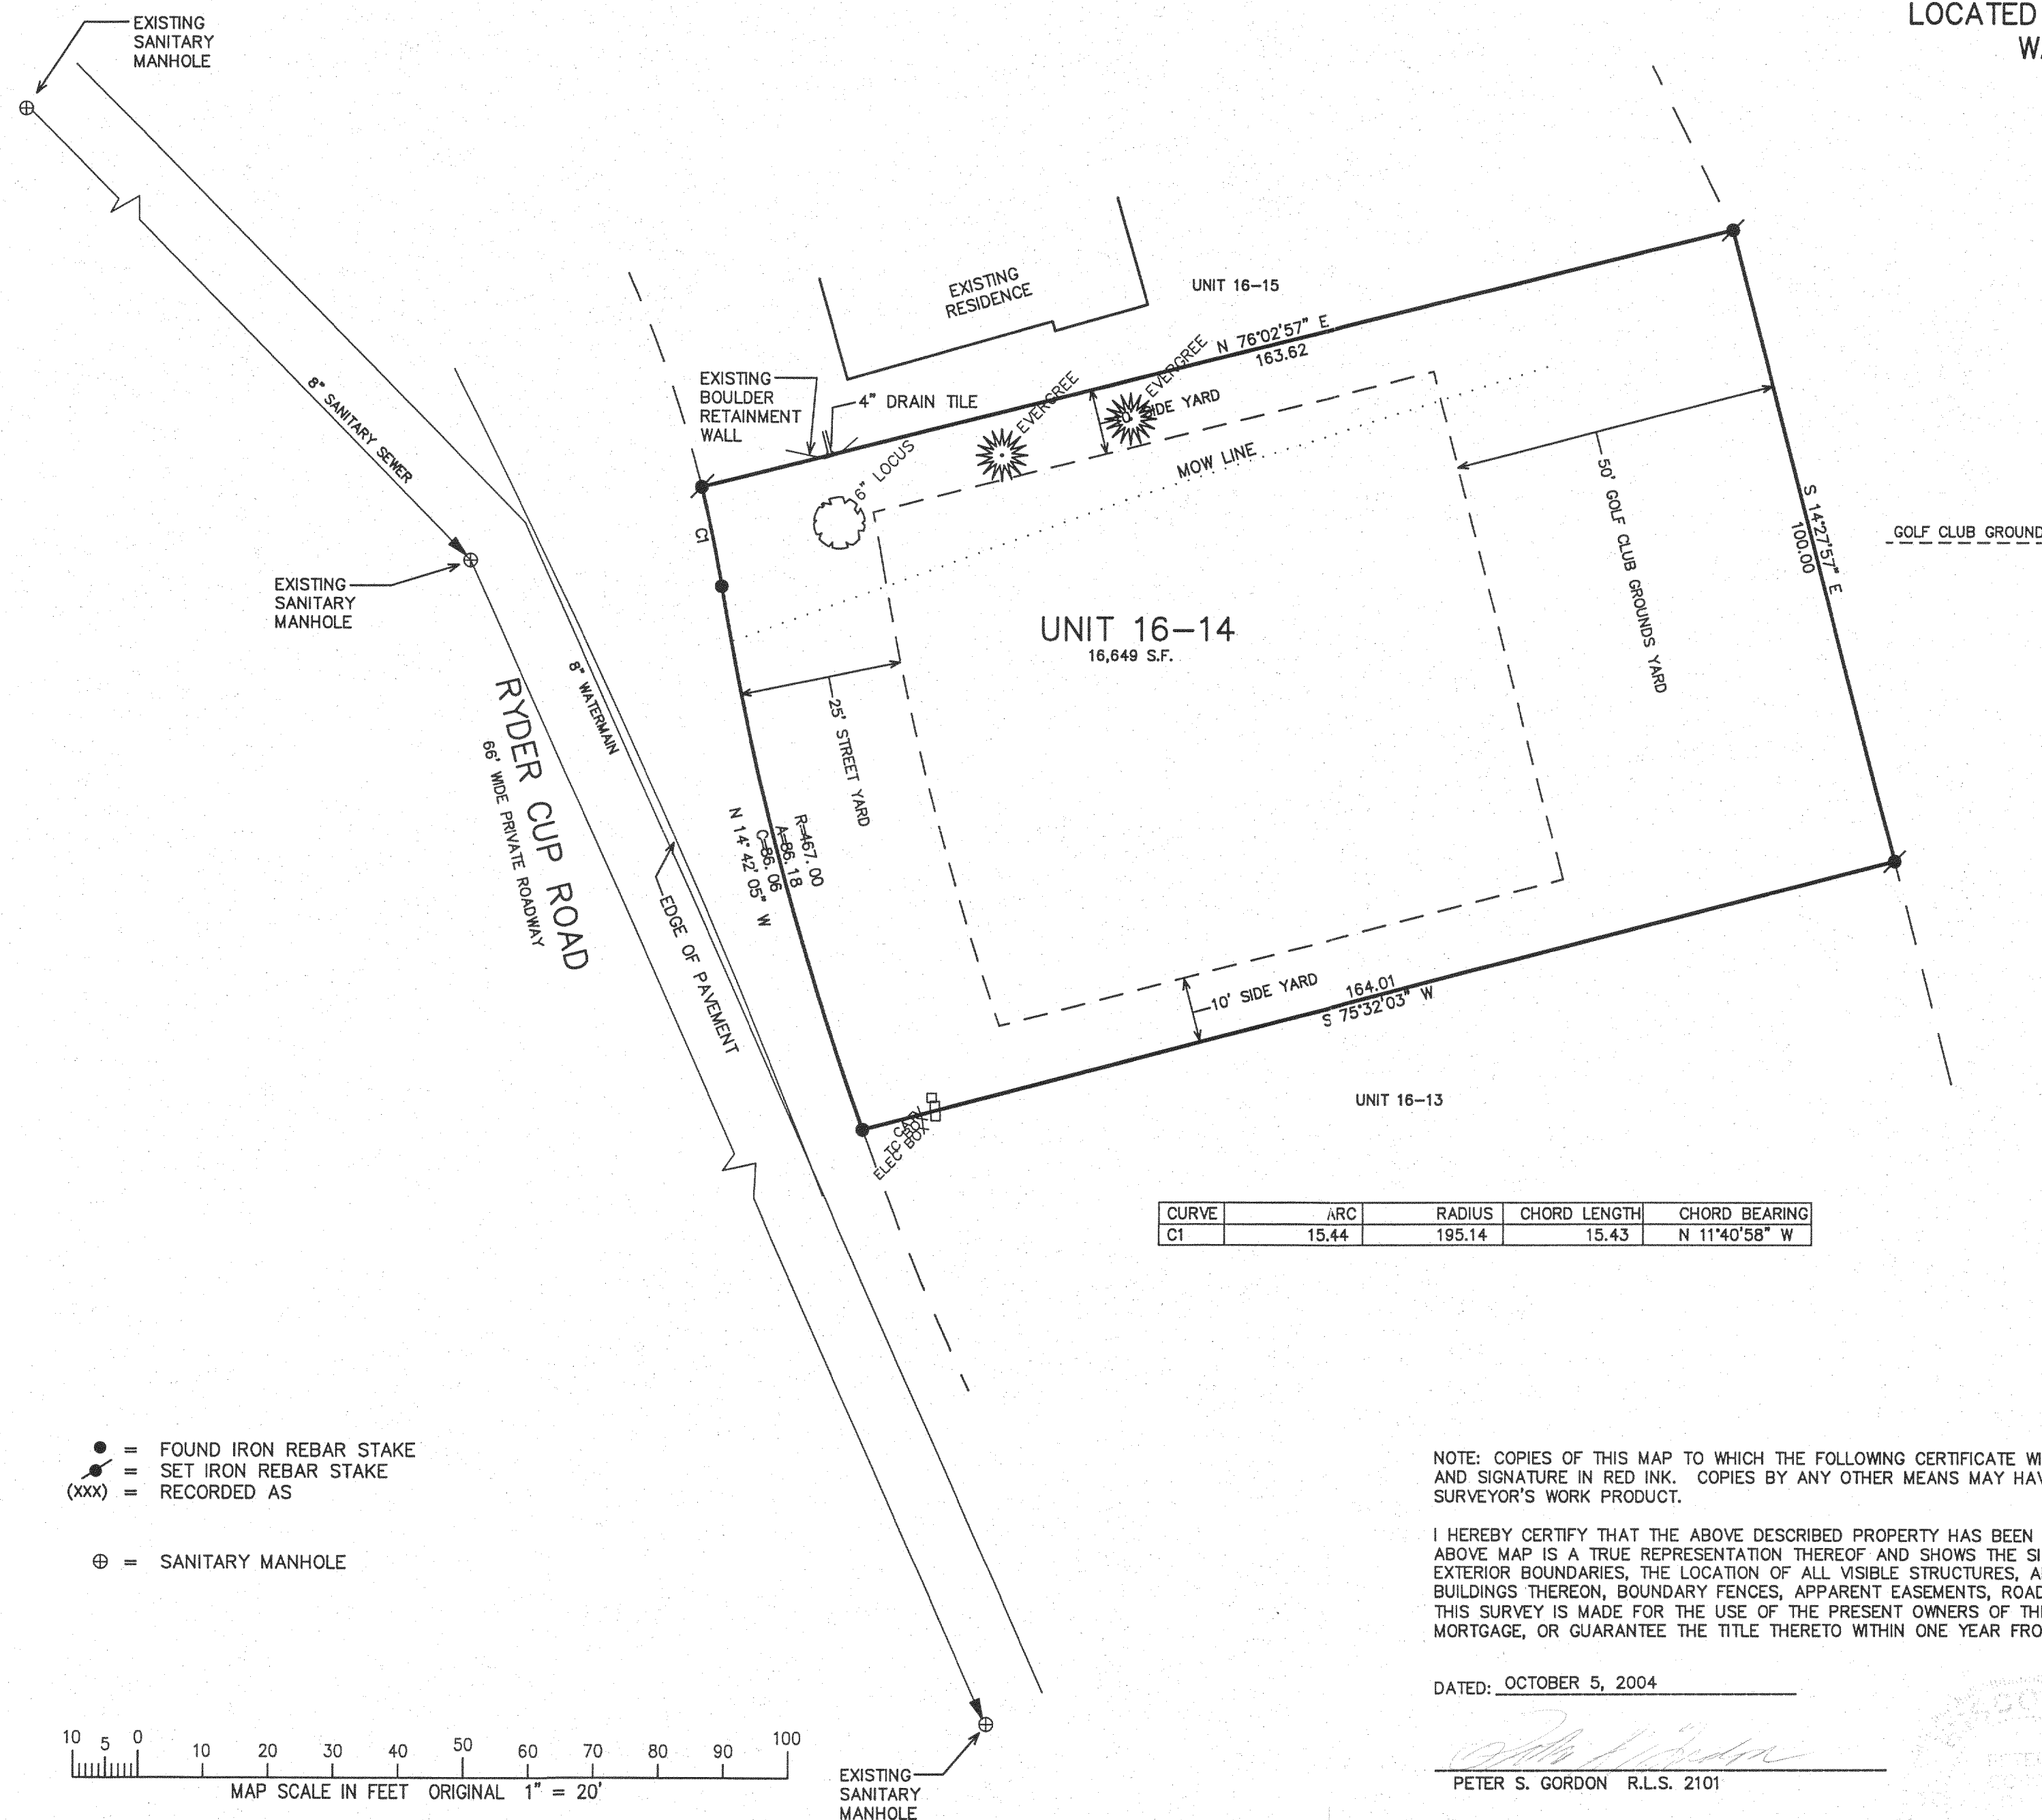 LOCATED
EXISTING
SANITARY
MANHOLE
EXISTING
RESIDENCE
UNIT 16-15
N 76°02'57" E
163.62
EXISTING
BOULDER
RETAINMENT
WALL
4" DRAIN TILE
6" LOCUS
EVERGREE
EVERGREE
SIDE YARD
MOW LINE
8" SANITARY SEWER
C1
50' GOLF CLUB GROUNDS YARD
S 14°27'57" E
100.00
GOLF CLUB GROUND
EXISTING
SANITARY
MANHOLE
UNIT 16-14
16,649 S.F.
8" WATERMAIN
RYDER CUP ROAD
66' WIDE PRIVATE ROADWAY
25' STREET YARD
R=467.00
A=86.18
C=86.06
N 14°42'05" W
EDGE OF PAVEMENT
10' SIDE YARD
164.01
S 75°32'03" W
UNIT 16-13
ELEC BOX
CURVE ARC RADIUS CHORD LENGTH CHORD BEARING
C1 15.44 195.14 15.43 N 11°40'58" W
● = FOUND IRON REBAR STAKE
= SET IRON REBAR STAKE
(XXX) = RECORDED AS
⊕ = SANITARY MANHOLE
NOTE: COPIES OF THIS MAP TO WHICH THE FOLLOWING CERTIFICATE WI
AND SIGNATURE IN RED INK. COPIES BY ANY OTHER MEANS MAY HAV
SURVEYOR'S WORK PRODUCT.
I HEREBY CERTIFY THAT THE ABOVE DESCRIBED PROPERTY HAS BEEN
ABOVE MAP IS A TRUE REPRESENTATION THEREOF AND SHOWS THE SI
EXTERIOR BOUNDARIES, THE LOCATION OF ALL VISIBLE STRUCTURES, A
BUILDINGS THEREON, BOUNDARY FENCES, APPARENT EASEMENTS, ROAD
THIS SURVEY IS MADE FOR THE USE OF THE PRESENT OWNERS OF TH
MORTGAGE, OR GUARANTEE THE TITLE THERETO WITHIN ONE YEAR FRO
DATED: OCTOBER 5, 2004
PETER S. GORDON R.L.S. 2101
10 5 0 10 20 30 40 50 60 70 80 90 100
MAP SCALE IN FEET ORIGINAL 1" = 20'
EXISTING
SANITARY
MANHOLE